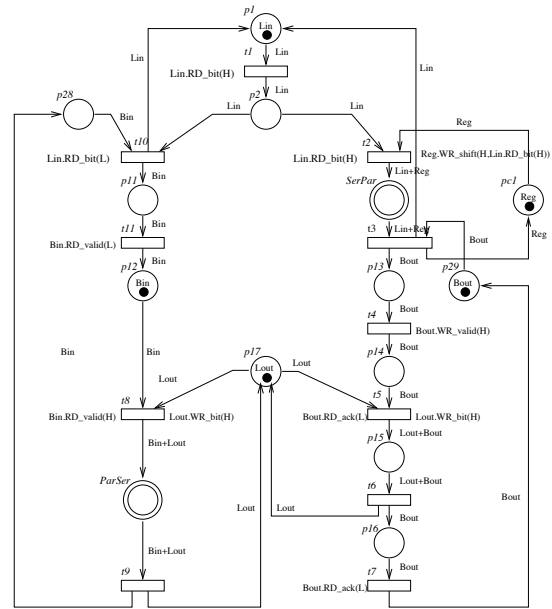 p1
Lin
Lin
t1
Lin
Lin.RD_bit(H)
Lin
Lin
p28
p2
Bin
Lin
Lin
Reg
t10
t2
Lin.RD_bit(L)
Lin.RD_bit(H)
Reg.WR_shift(H,Lin.RD_bit(H))
Bin
Lin+Reg
p11
SerPar
pc1
Reg
Bin
t11
t3
Lin+Reg
Bout
Reg
Bin.RD_valid(L)
Bin
Bout
p12
p13
p29
Bin
Bout
Bout
t4
Bout.WR_valid(H)
Bout
Bin
Bin
p17
p14
Lout
Lout
Lout
Bout
t8
t5
Bin.RD_valid(H)
Lout.WR_bit(H)
Bout.RD_ack(L)
Lout.WR_bit(H)
Lout+Bout
Bin+Lout
p15
ParSer
Lout+Bout
t6
Lout
Lout
Bout
Bout
p16
Bin+Lout
Bout
t9
t7
Bout.RD_ack(L)